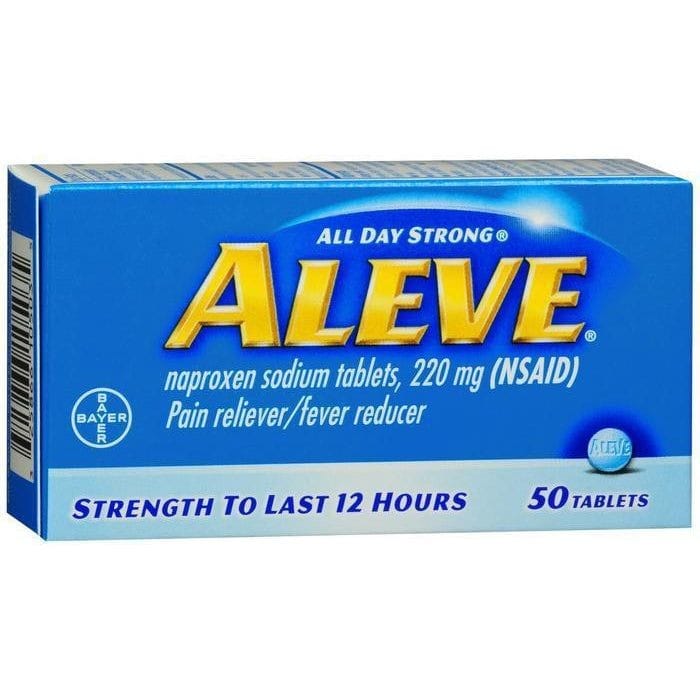 ALL DAY STRONG®
ALEVE®
naproxen sodium tablets, 220 mg (NSAID)
Pain reliever/fever reducer
BAYER
BAYER
ALEVE
STRENGTH TO LAST 12 HOURS
50 TABLETS